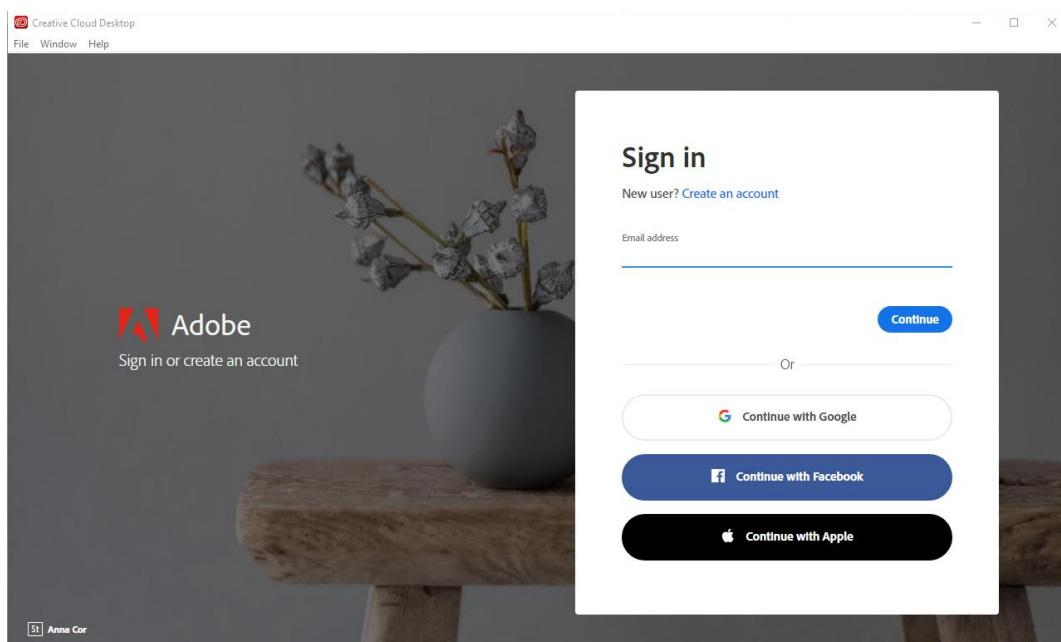 Creative Cloud Desktop
File Window Help
Sign in
New user? Create an account
Email address
Continue
Adobe
Sign in or create an account
Or
Continue with Google
Continue with Facebook
Continue with Apple
St Anna Cor